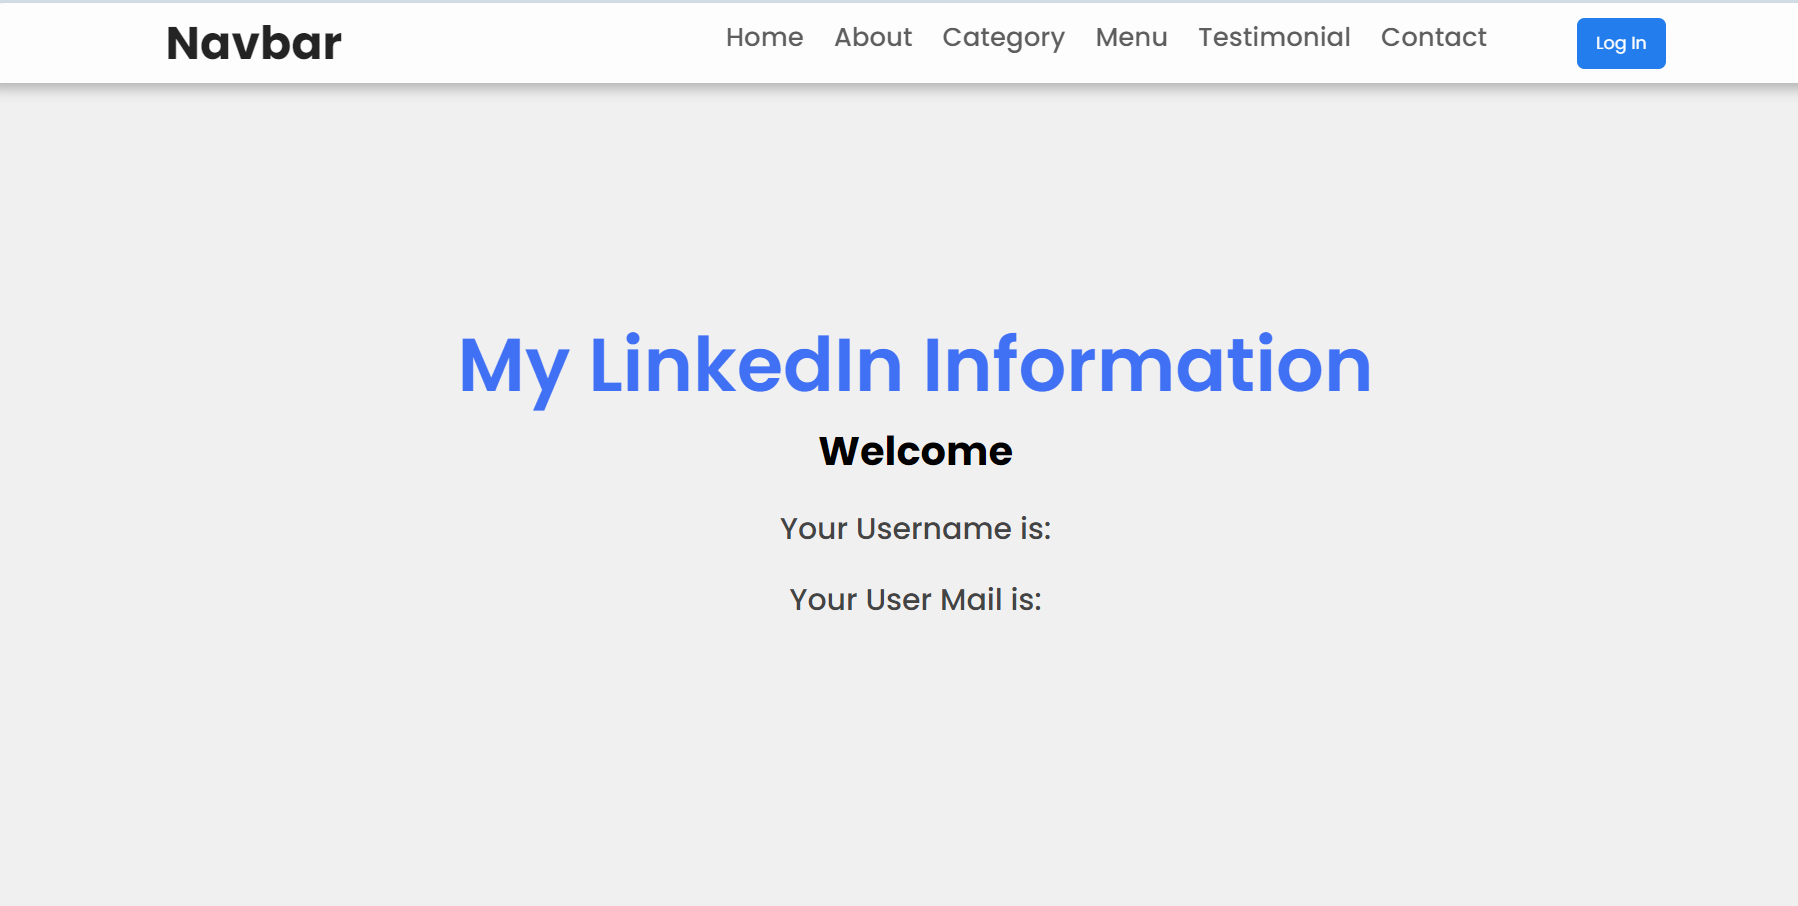 Navbar Home About Category Menu Testimonial Contact Log In
My LinkedIn Information
Welcome
Your Username is:
Your User Mail is: